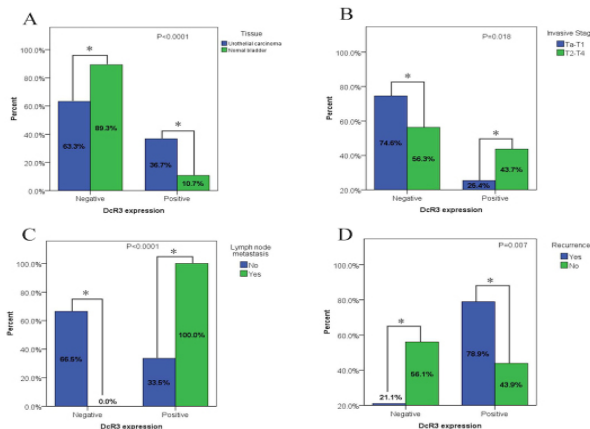 A
P<0.0001
Tissue
Urothelial carcinoma
Normal bladder
100.0%
80.0%
60.0%
40.0%
20.0%
0.0%
Percent
*
*
63.3%
89.3%
36.7%
10.7%
Negative
Positive
DcR3 expression
B
P=0.018
Invasive Stag
Ta-T1
T2-T4
100.0%
80.0%
60.0%
40.0%
20.0%
Percent
*
*
74.6%
56.3%
25.4%
43.7%
Negative
Positive
DcR3 expression
C
P<0.0001
Lymph node
metastasis
No
Yes
100.0%
80.0%
60.0%
40.0%
20.0%
0.0%
Percent
*
*
0.0%
33.5%
100.0%
Negative
Positive
DcR3 expression
D
P=0.007
Recurrence
Yes
No
100.0%
80.0%
60.0%
40.0%
20.0%
Percent
*
*
21.1%
56.1%
78.9%
43.9%
Negative
Positive
DcR3 expression